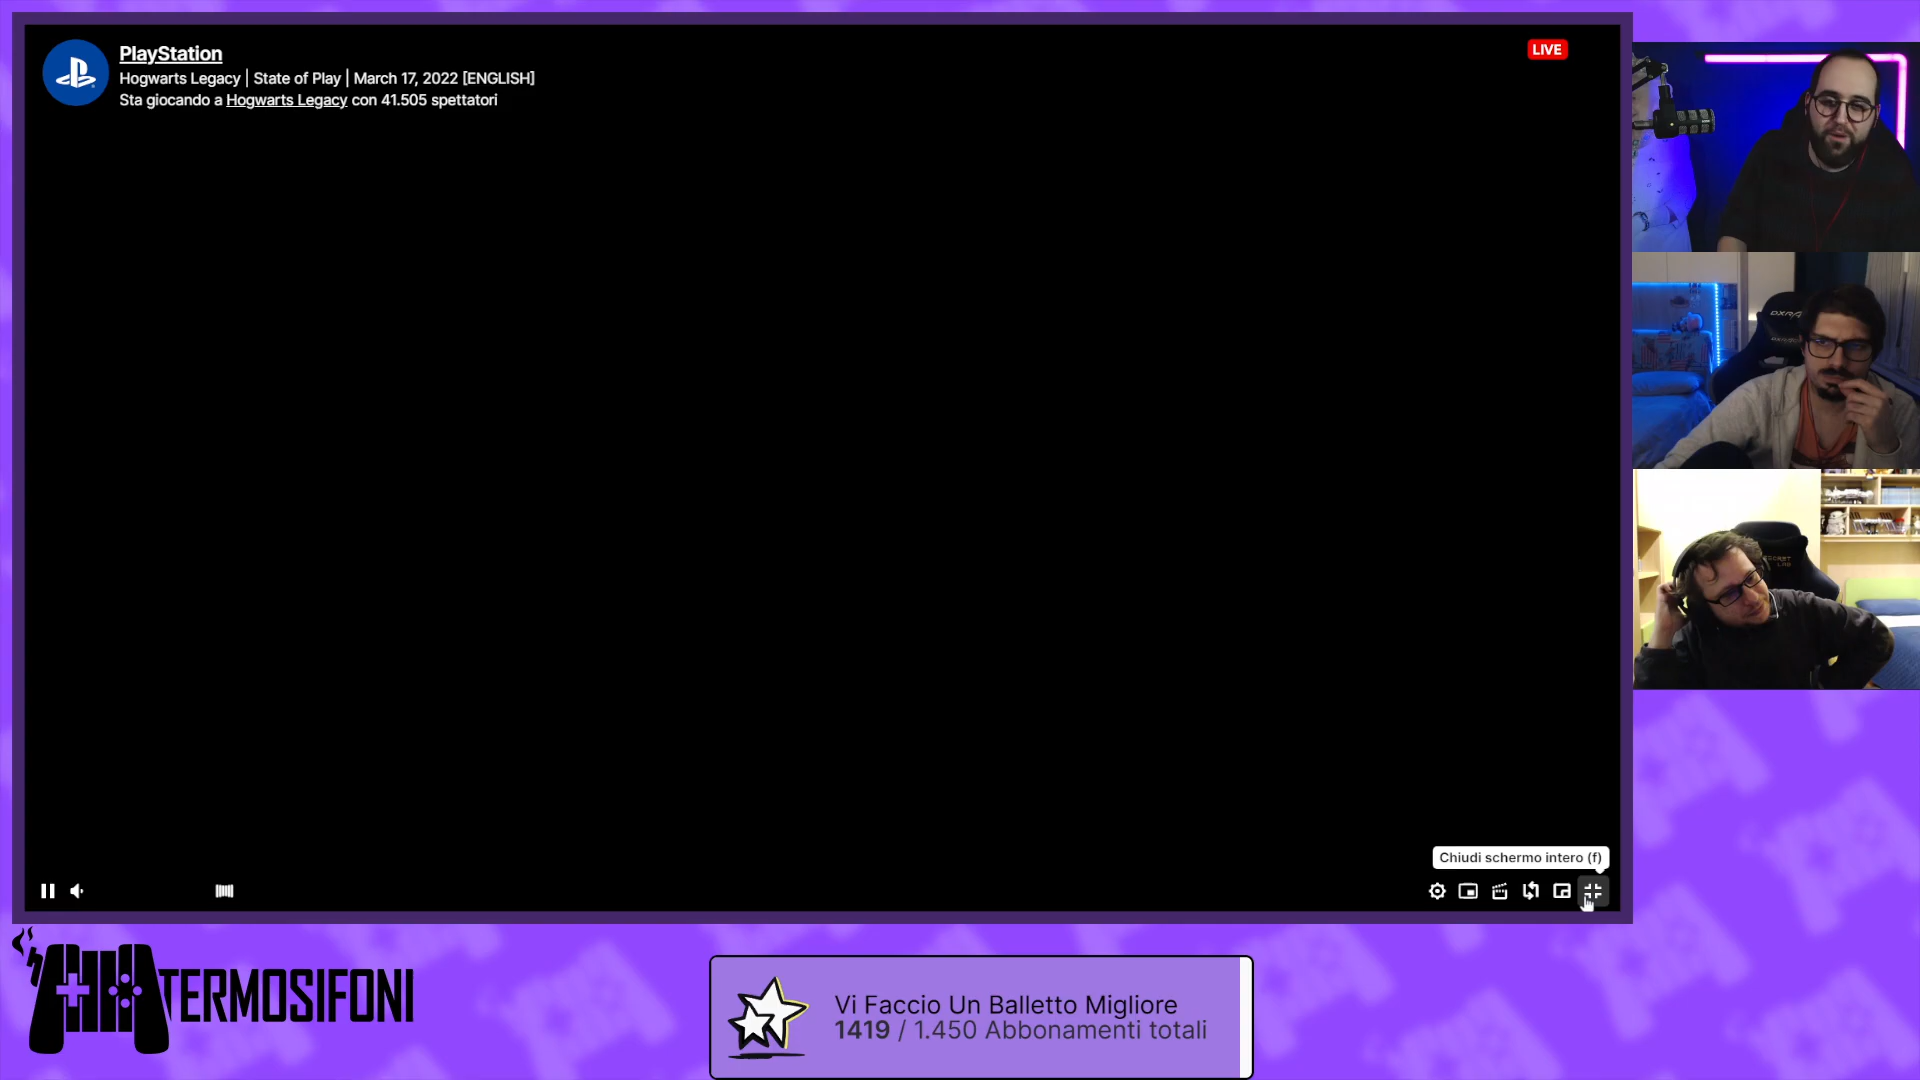 PlayStation
Hogwarts Legacy | State of Play | March 17, 2022 [ENGLISH]
Sta giocando a Hogwarts Legacy con 41.505 spettatori
LIVE
Chiudi schermo intero (f)
TERMOSIFONI
Vi Faccio Un Balletto Migliore
1419 / 1.450 Abbonamenti totali